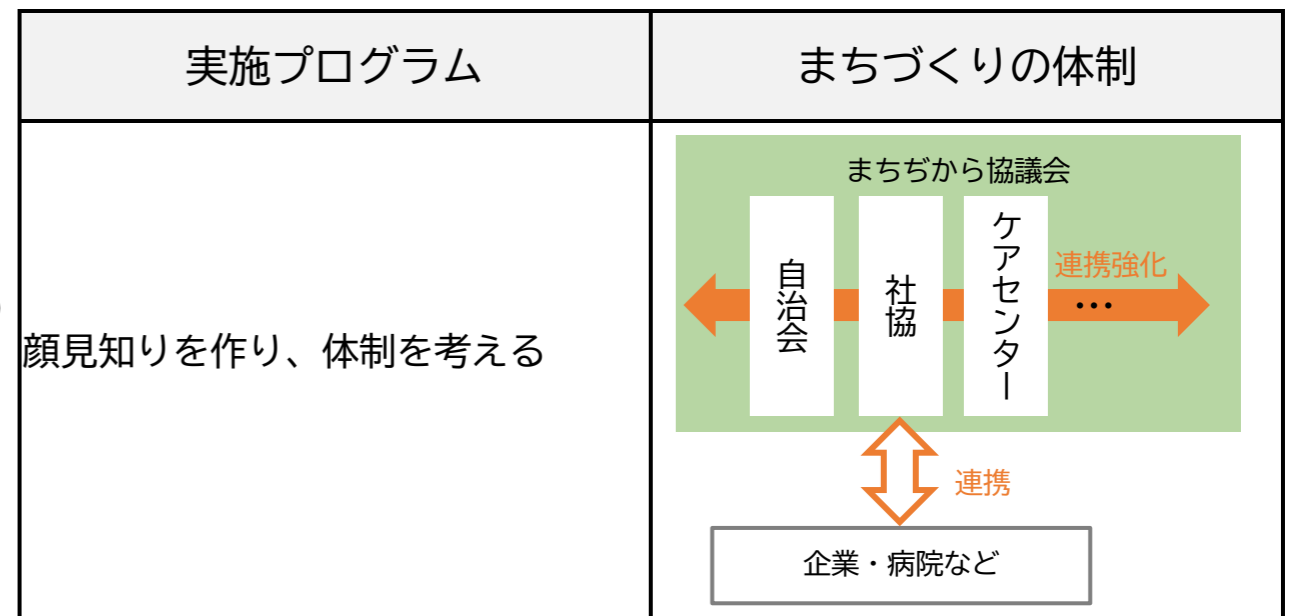 実施プログラム
まちづくりの体制
顔見知りを作り、体制を考える
まちぢから協議会
自治会
社協
ケアセンター
連携強化
…
連携
企業・病院など